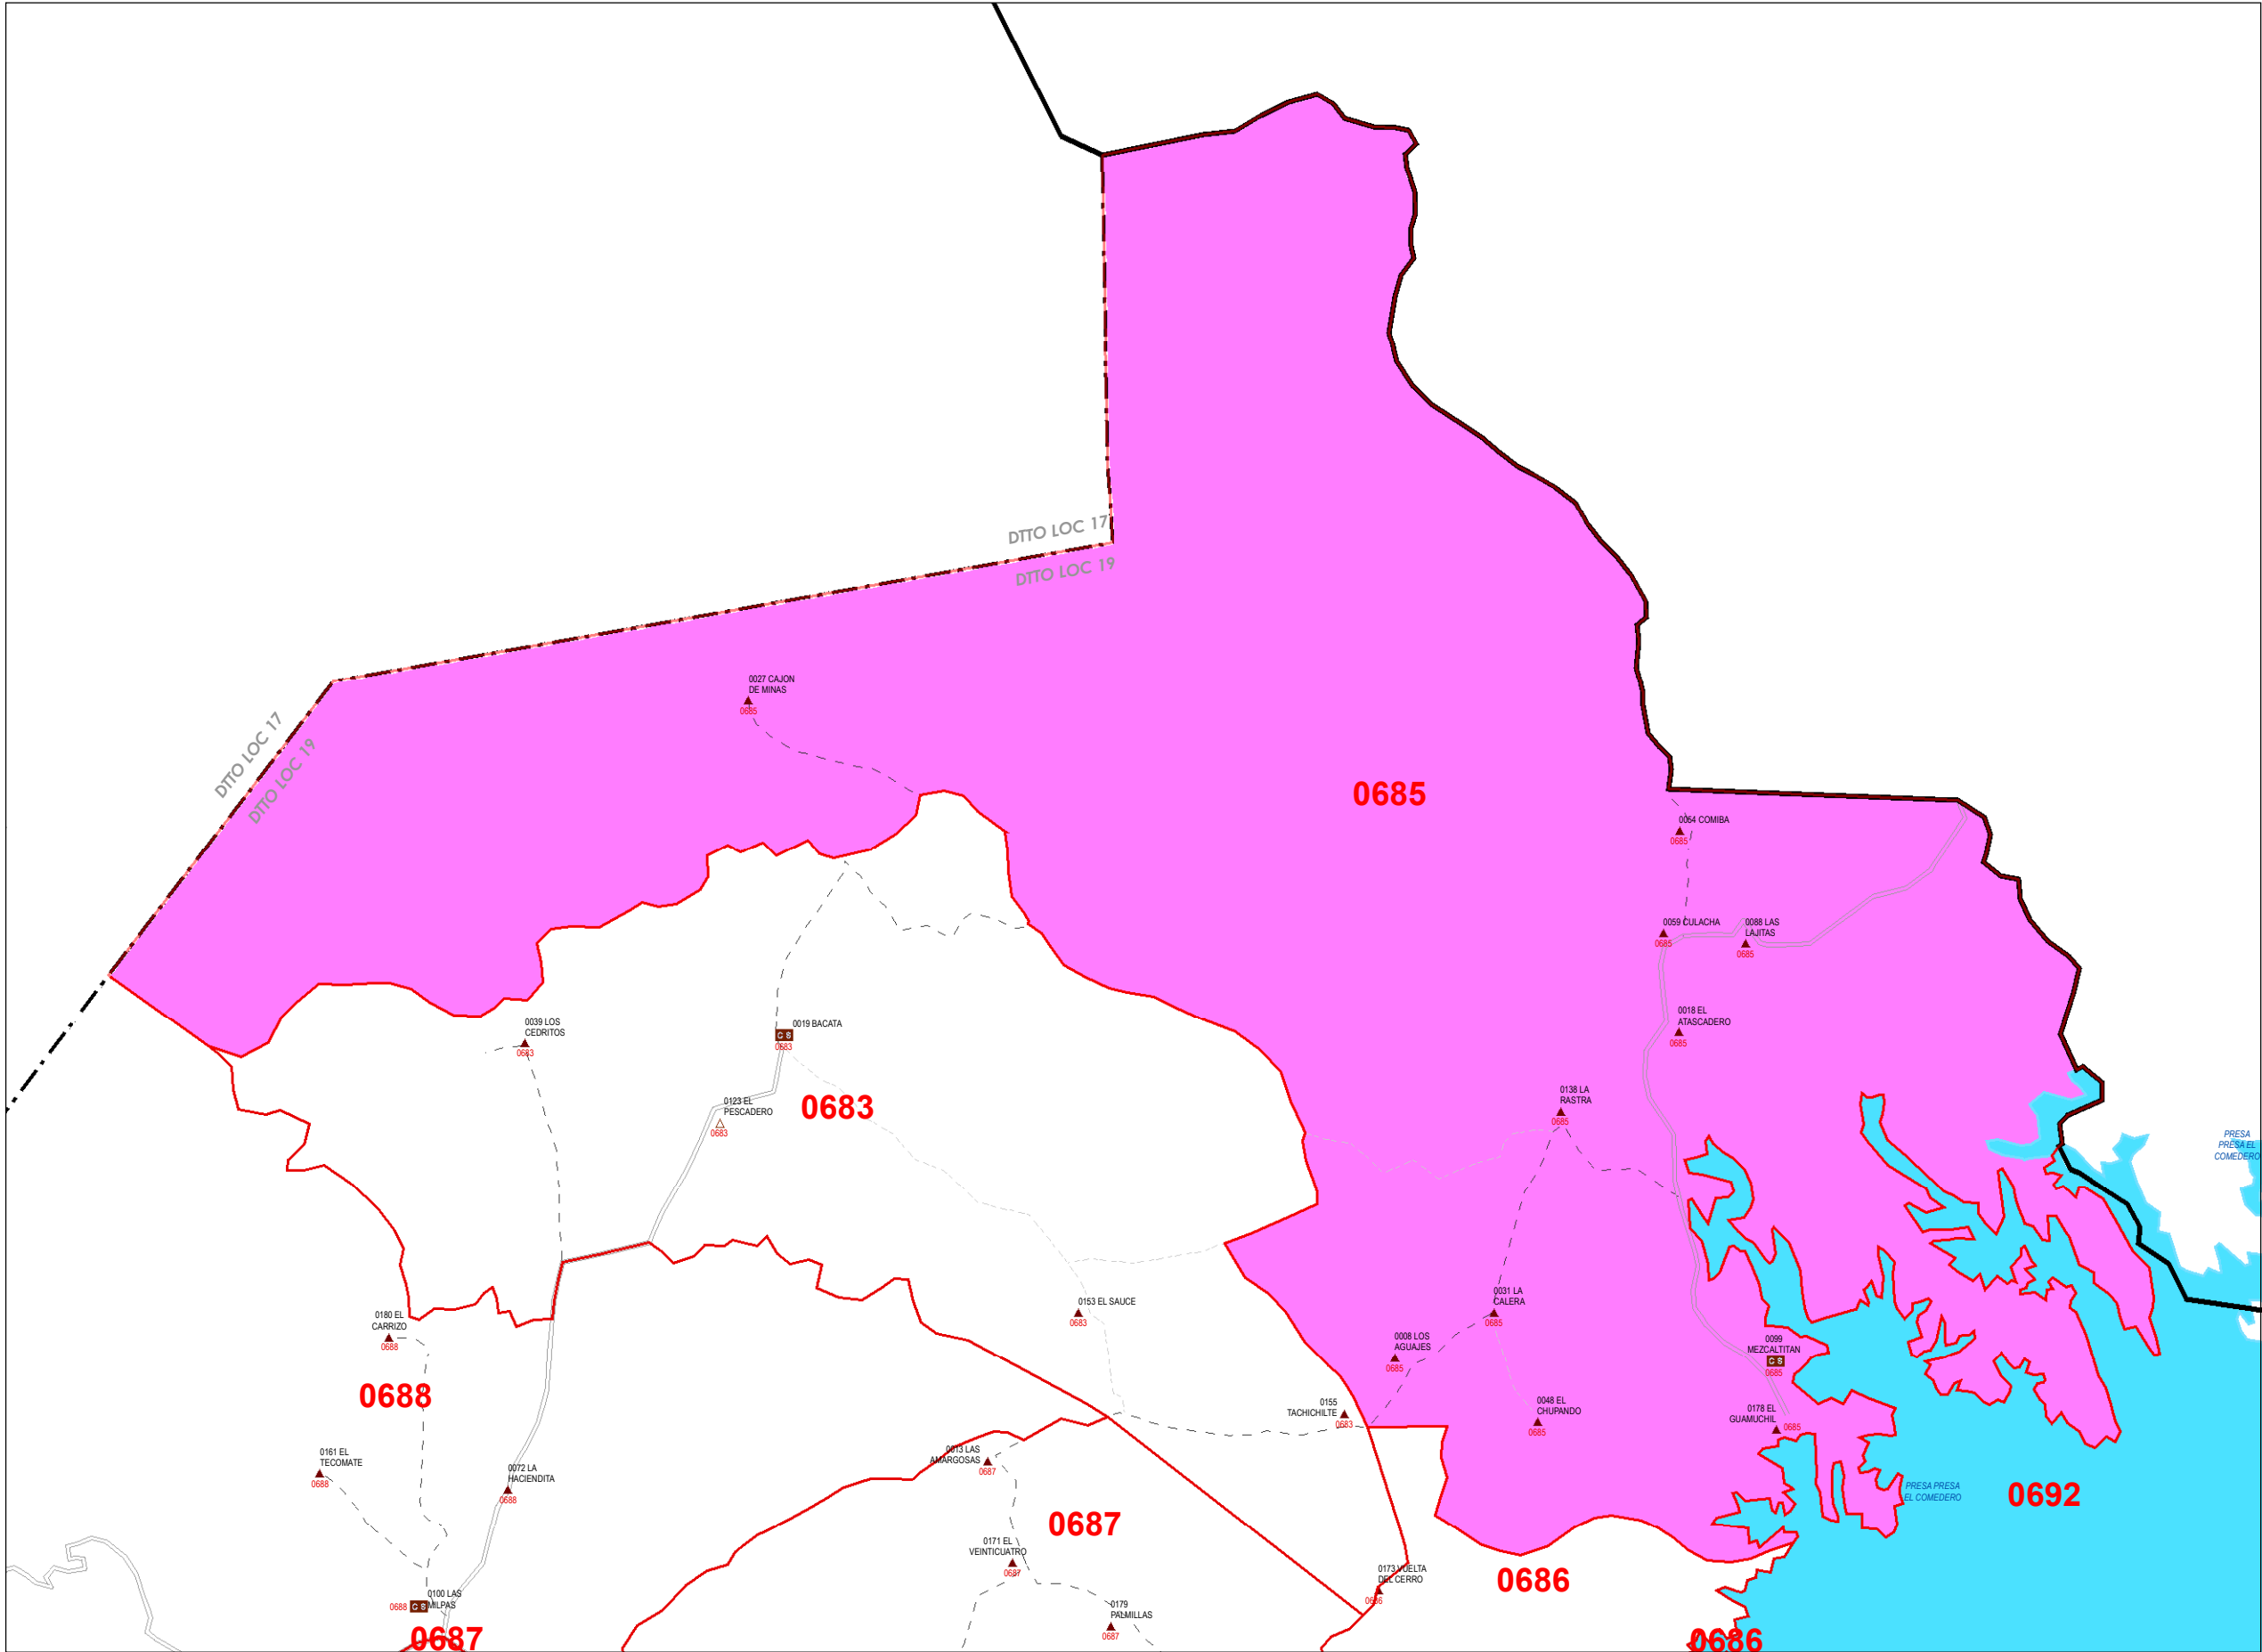 DTTO LOC 17
DTTO LOC 19
DTTO LOC 17
DTTO LOC 19
0027 CAJON
DE MINAS
0685
0685
0064 COMIBA
0685
0059 CULACHA
0685
0088 LAS
LAJITAS
0685
0018 EL
ATASCADERO
0685
0039 LOS
CEDRITOS
0683
0019 BACATA
C S
0683
0123 EL
PESCADERO
0683
0683
0138 LA
RASTRA
0685
PRESA
PRESA EL
COMEDERO
0153 EL SAUCE
0683
0031 LA
CALERA
0685
0180 EL
CARRIZO
0688
0008 LOS
AGUAJES
0685
0099
MEZCALTITAN
C S
0685
0688
0155
TACHICHILTE
0683
0048 EL
CHUPANDO
0685
0178 EL
GUAMUCHIL
0685
0161 EL
TECOMATE
0688
0072 LA
HACIENDITA
0688
0013 LAS
AMARGOSAS
0687
PRESA PRESA
EL COMEDERO
0692
0687
0171 EL
VEINTICUATRO
0687
0173 VUELTA
DEL CERRO
0686
0686
0100 LAS
MILPAS
0688
C S
0179
PALMILLAS
0687
0687
0686